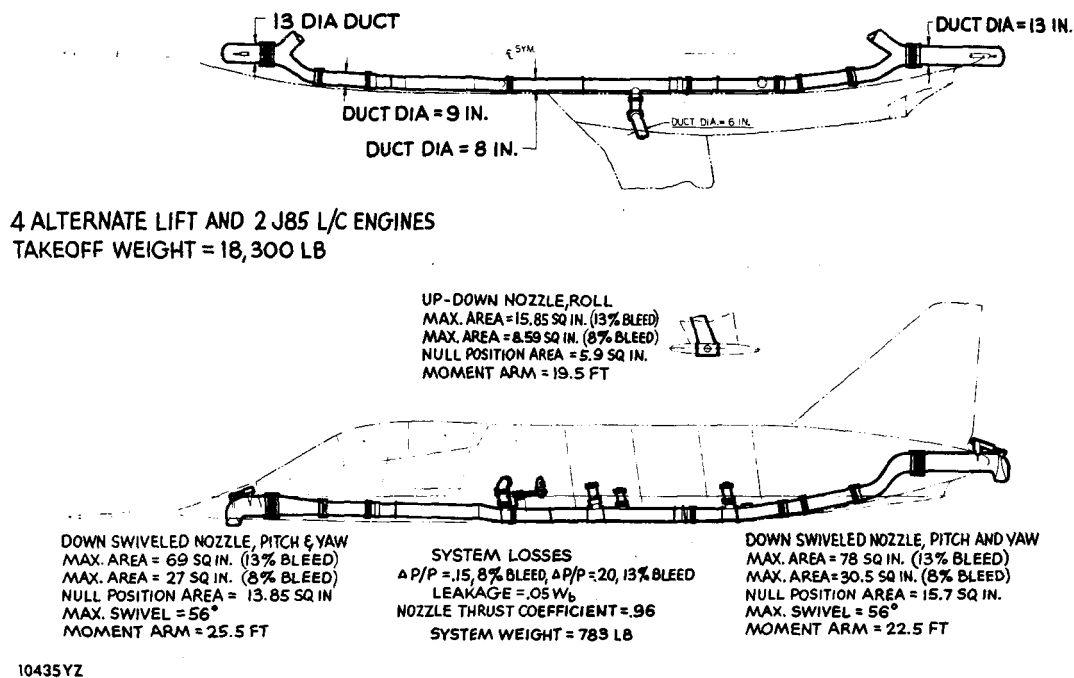 13 DIA DUCT
DUCT DIA = 13 IN.
℄ SYM.
DUCT DIA = 9 IN.
DUCT DIA. = 6 IN.
DUCT DIA = 8 IN.
4 ALTERNATE LIFT AND 2 J85 L/C ENGINES
TAKEOFF WEIGHT = 18,300 LB
UP-DOWN NOZZLE, ROLL
MAX. AREA = 15.85 SQ IN. (13% BLEED)
MAX. AREA = 8.59 SQ IN. (8% BLEED)
NULL POSITION AREA = 5.9 SQ IN.
MOMENT ARM = 19.5 FT
DOWN SWIVELED NOZZLE, PITCH & YAW
MAX. AREA = 69 SQ IN. (13% BLEED)
MAX. AREA = 27 SQ IN. (8% BLEED)
NULL POSITION AREA = 13.85 SQ IN
MAX. SWIVEL = 56°
MOMENT ARM = 25.5 FT
SYSTEM LOSSES
ΔP/P = .15, 8% BLEED, ΔP/P = .20, 13% BLEED
LEAKAGE = .05 Wb
NOZZLE THRUST COEFFICIENT = .96
SYSTEM WEIGHT = 783 LB
DOWN SWIVELED NOZZLE, PITCH AND YAW
MAX. AREA = 78 SQ IN. (13% BLEED)
MAX. AREA = 30.5 SQ IN. (8% BLEED)
NULL POSITION AREA = 15.7 SQ IN.
MAX. SWIVEL = 56°
MOMENT ARM = 22.5 FT
10435YZ